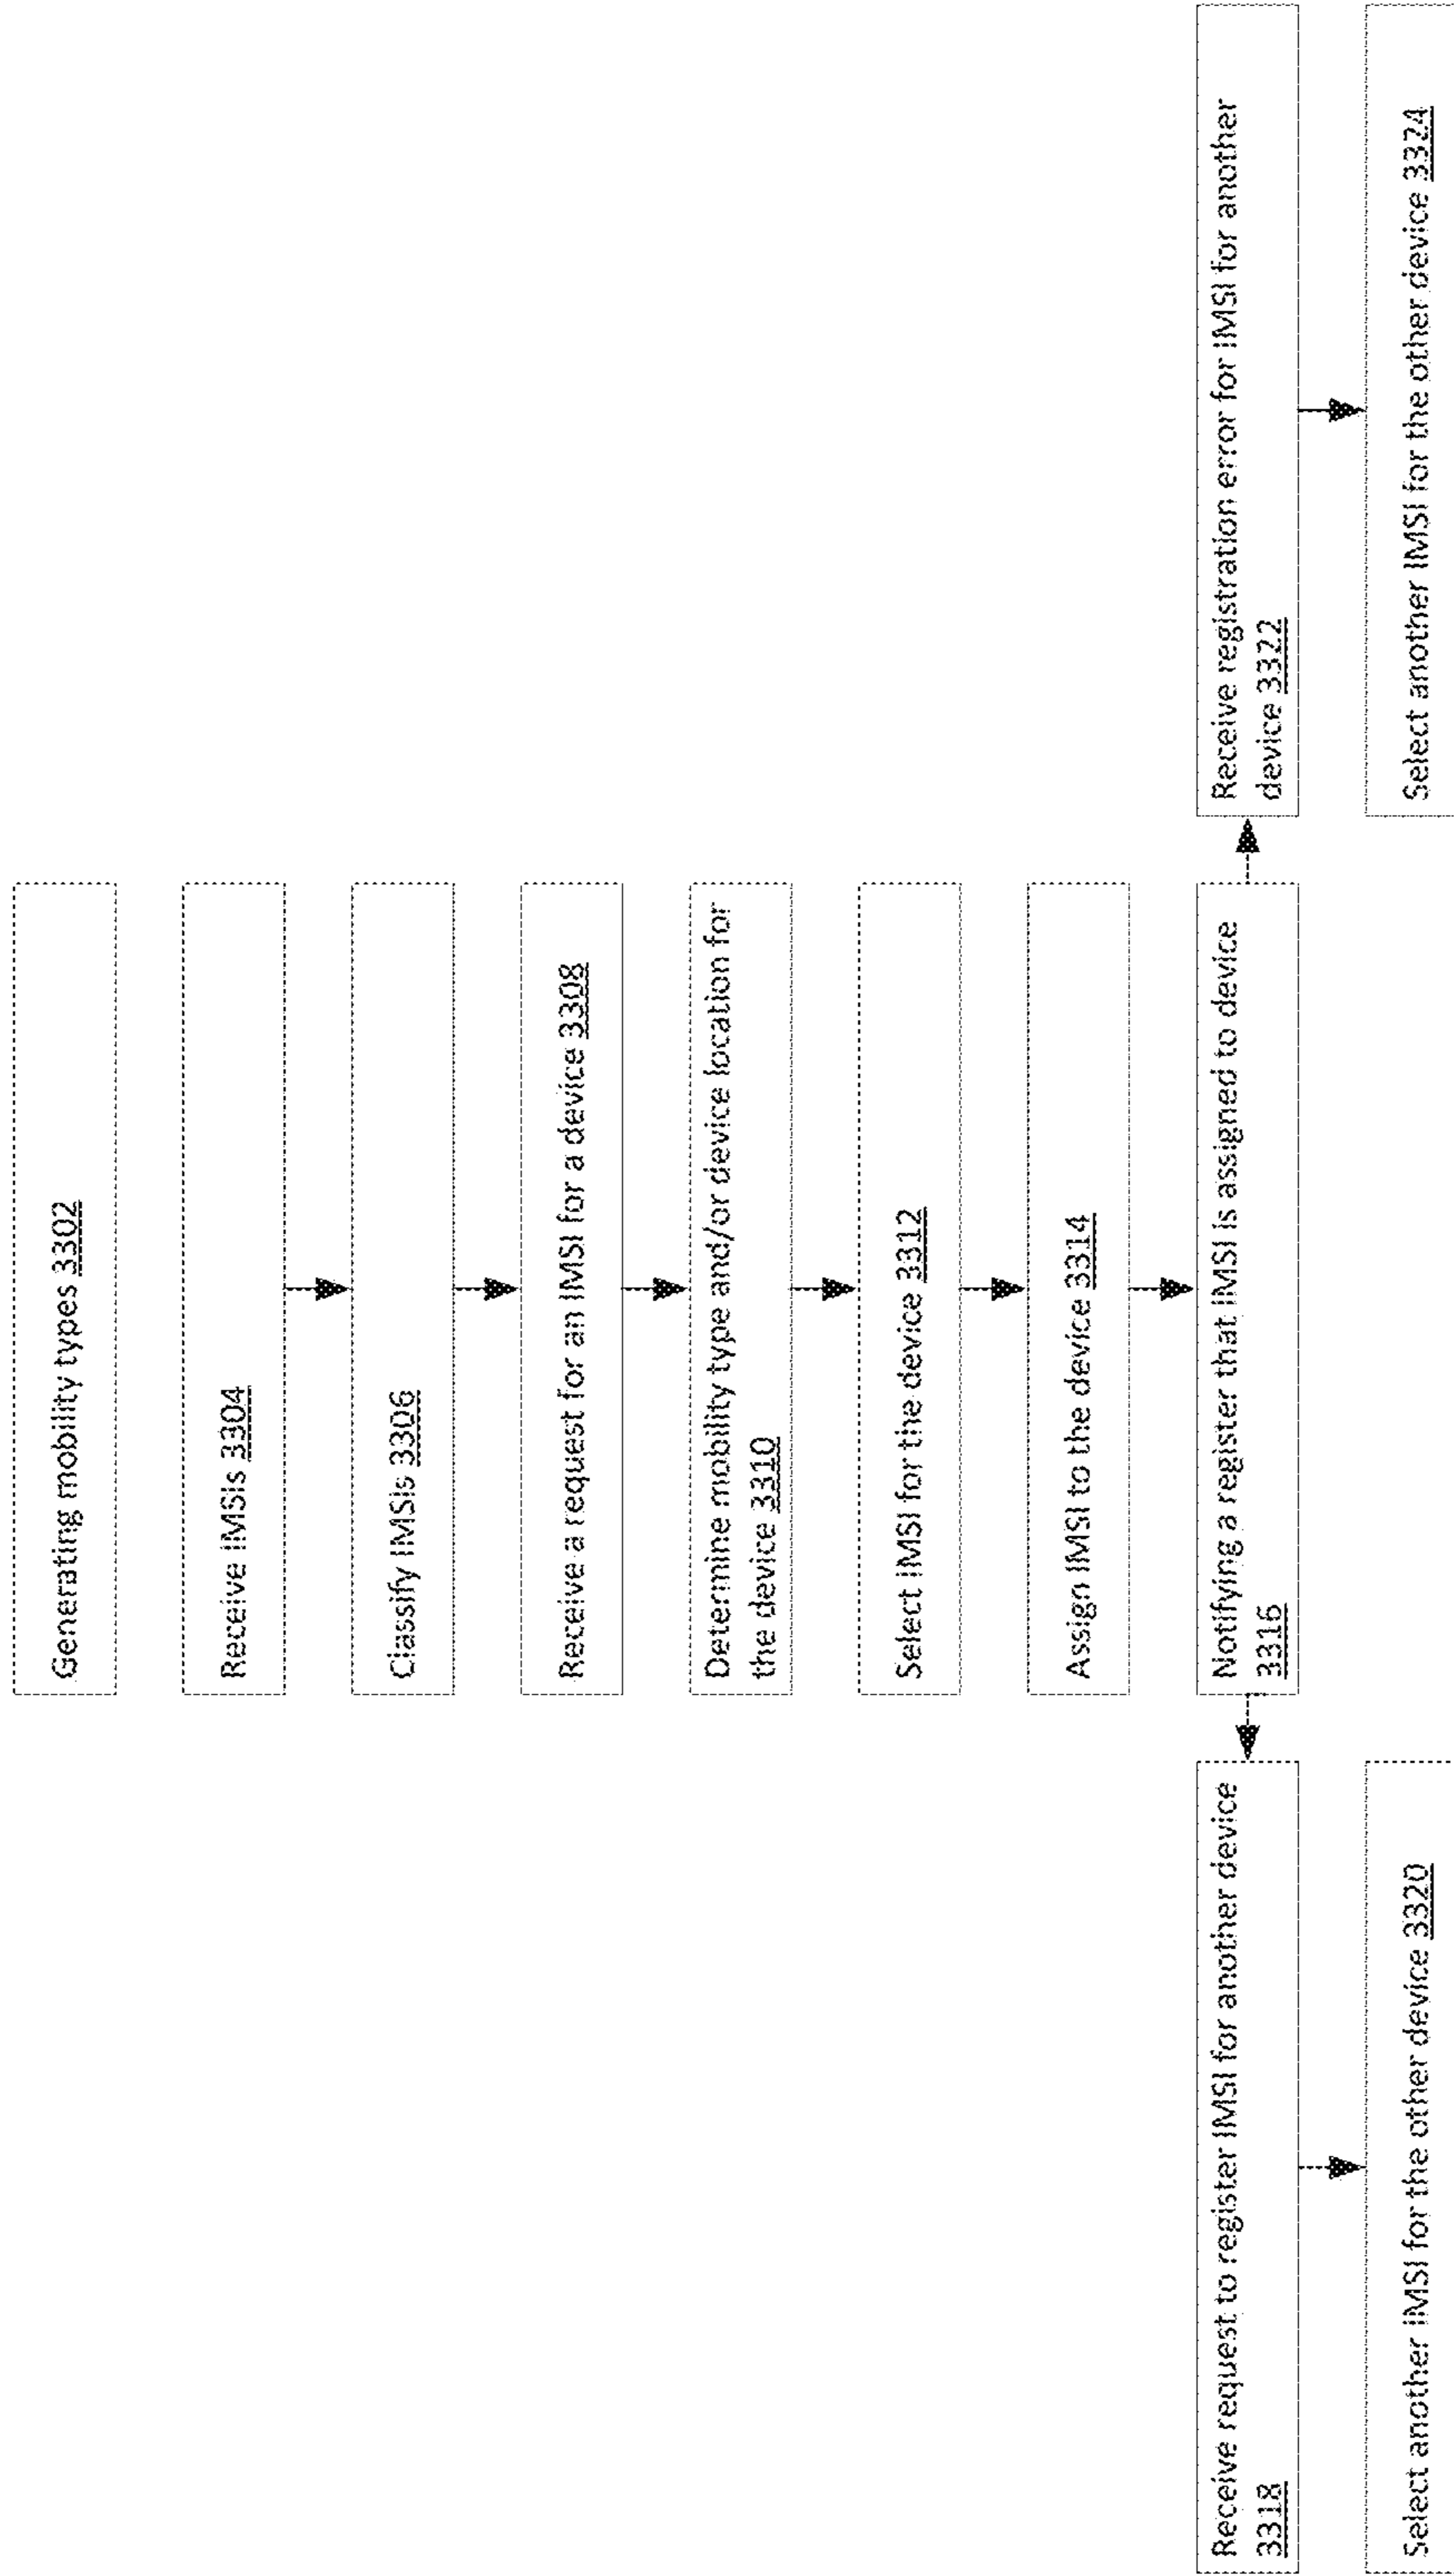 Generating mobility types 3302
Receive IMSIs 3304
Classify IMSIs 3306
Receive a request for an IMSI for a device 3308
Determine mobility type and/or device location for
the device 3310
Select IMSI for the device 3312
Assign IMSI to the device 3314
Notifying a register that IMSI is assigned to device
3316
Receive request to register IMSI for another device
3318
Select another IMSI for the other device 3320
Receive registration error for IMSI for another
device 3322
Select another IMSI for the other device 3324